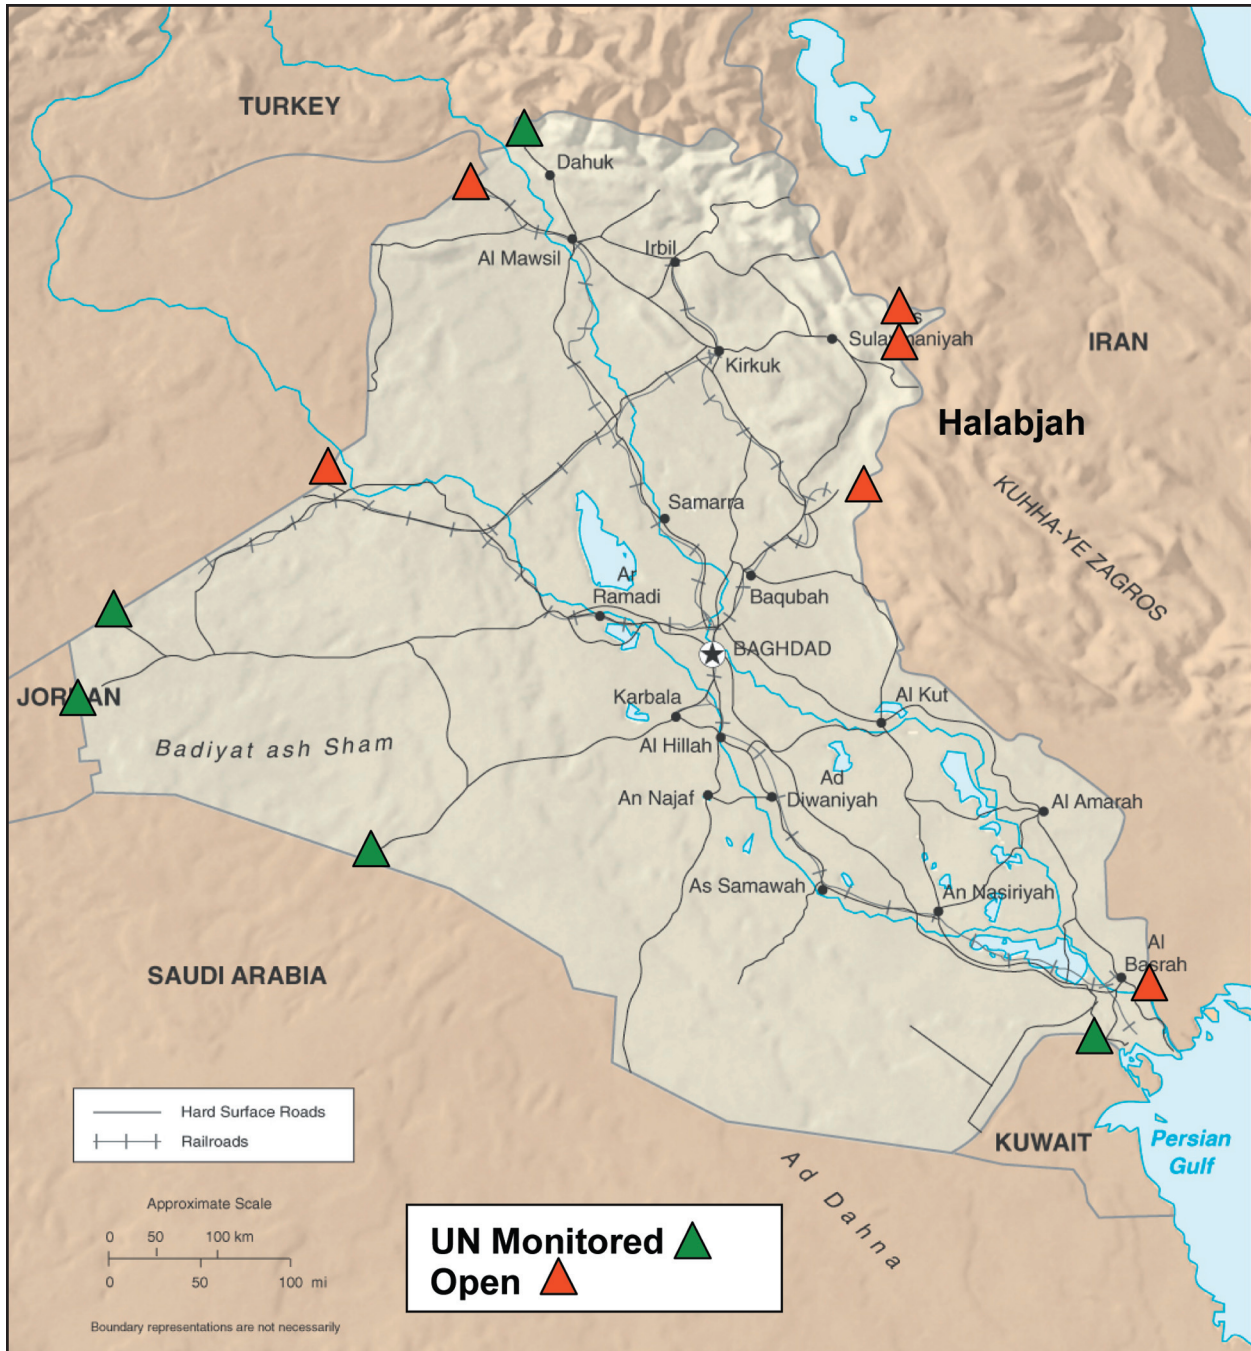 TURKEY
Dahuk
Al Mawsil
Irbil
Sulaymaniyah
IRAN
Kirkuk
Halabjah
KUHHA-YE ZAGROS
Samarra
Ar
Ramadi
Baqubah
BAGHDAD
JORDAN
Karbala
Al Kut
Badiyat ash Sham
Al Hillah
Ad
Diwaniyah
An Najaf
Al Amarah
As Samawah
An Nasiriyah
Al
Basrah
SAUDI ARABIA
Hard Surface Roads
Railroads
KUWAIT
Persian
Gulf
Ad Dahna
Approximate Scale
0 50 100 km
0 50 100 mi
UN Monitored
Open
Boundary representations are not necessarily